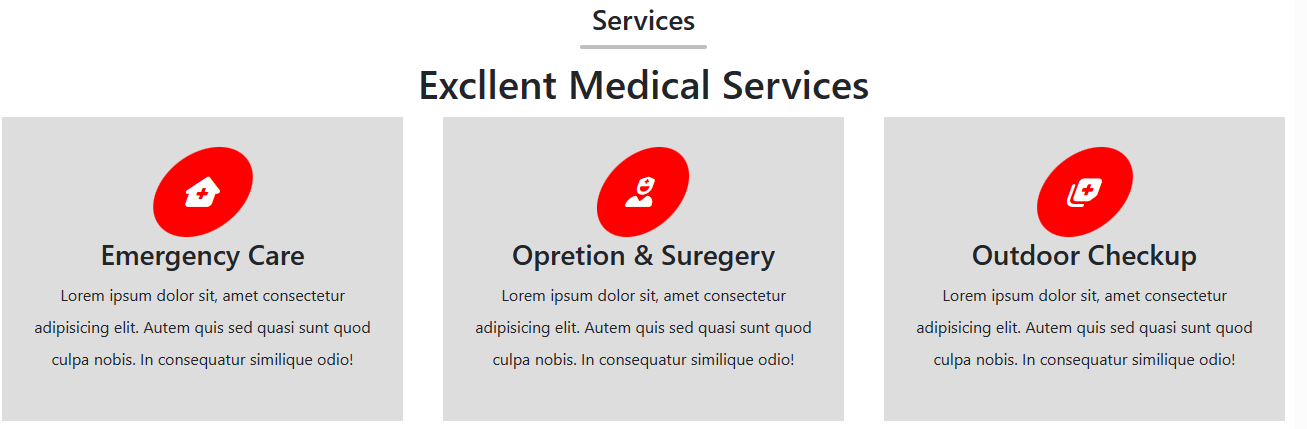 Services
Excllent Medical Services
Emergency Care
Lorem ipsum dolor sit, amet consectetur
adipisicing elit. Autem quis sed quasi sunt quod
culpa nobis. In consequatur similique odio!
Opretion & Suregery
Lorem ipsum dolor sit, amet consectetur
adipisicing elit. Autem quis sed quasi sunt quod
culpa nobis. In consequatur similique odio!
Outdoor Checkup
Lorem ipsum dolor sit, amet consectetur
adipisicing elit. Autem quis sed quasi sunt quod
culpa nobis. In consequatur similique odio!